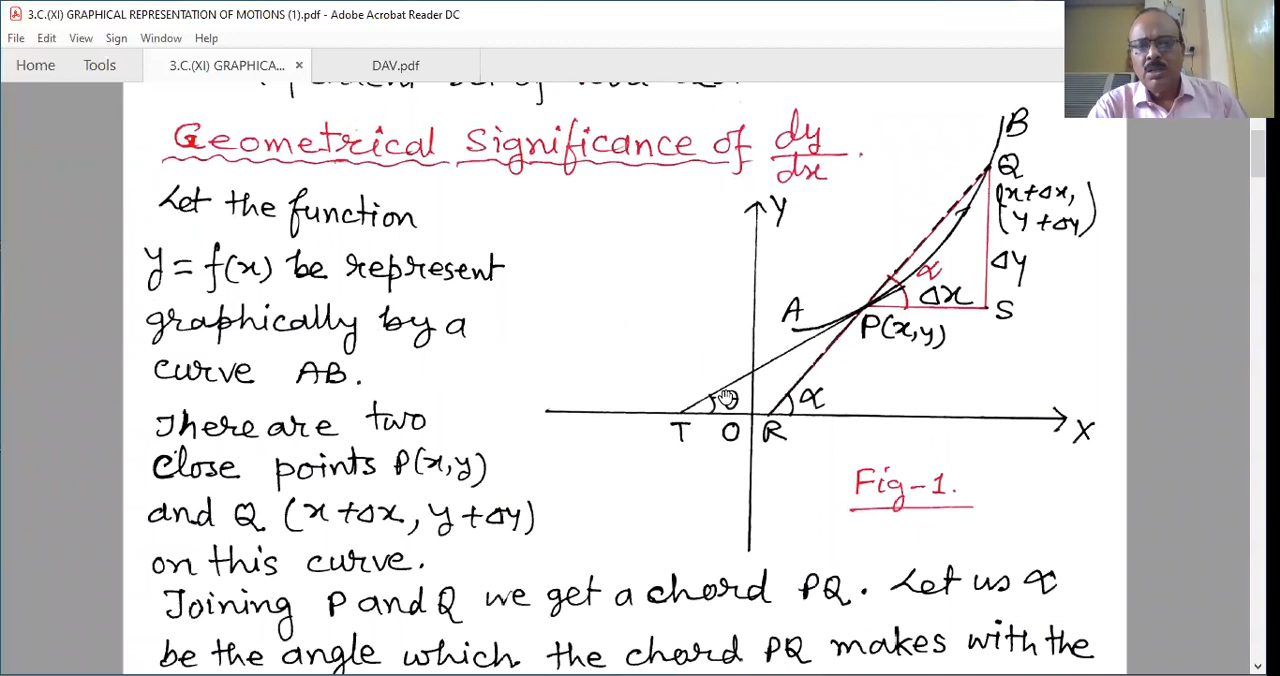 3.C.(XI) GRAPHICAL REPRESENTATION OF MOTIONS (1).pdf - Adobe Acrobat Reader DC
File Edit View Sign Window Help
Home Tools 3.C.(XI) GRAPHICA... × DAV.pdf
Geometrical Significance of dy/dx.
Let the function
y = f(x) be represent
graphically by a
curve AB.
There are two
close points P(x,y)
and Q (x+Δx, y+Δy)
on this curve.
Joining P and Q we get a chord PQ. Let us α
be the angle which the chord PQ makes with the
B
Q
(x+Δx,
y+Δy)
Y
α
Δy
Δx
A
S
P(x,y)
θ
α
T O R X
Fig-1.